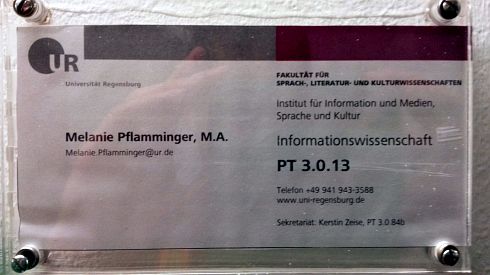 UR
Universität Regensburg
Melanie Pflamminger, M.A.
Melanie.Pflamminger@ur.de
FAKULTÄT FÜR
SPRACH-, LITERATUR- UND KULTURWISSENSCHAFTEN
Institut für Information und Medien,
Sprache und Kultur
Informationswissenschaft
PT 3.0.13
Telefon +49 941 943-3588
www.uni-regensburg.de
Sekretariat: Kerstin Zeise, PT 3.0.84b